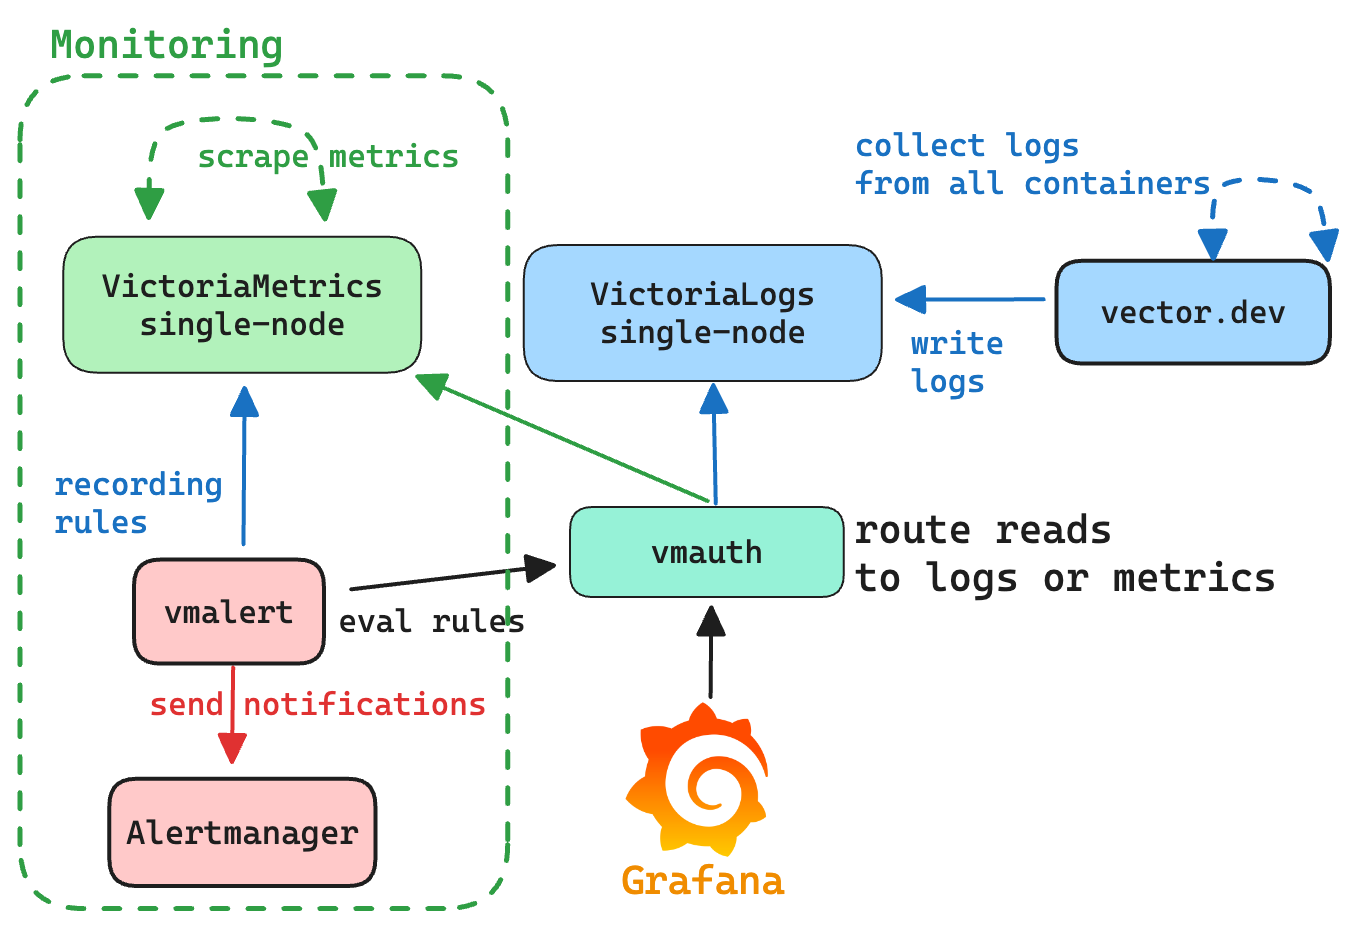 Monitoring
scrape metrics
VictoriaMetrics
single-node
recording
rules
vmalert
eval rules
send notifications
Alertmanager
VictoriaLogs
single-node
collect logs
from all containers
vector.dev
write
logs
vmauth
route reads
to logs or metrics
Grafana